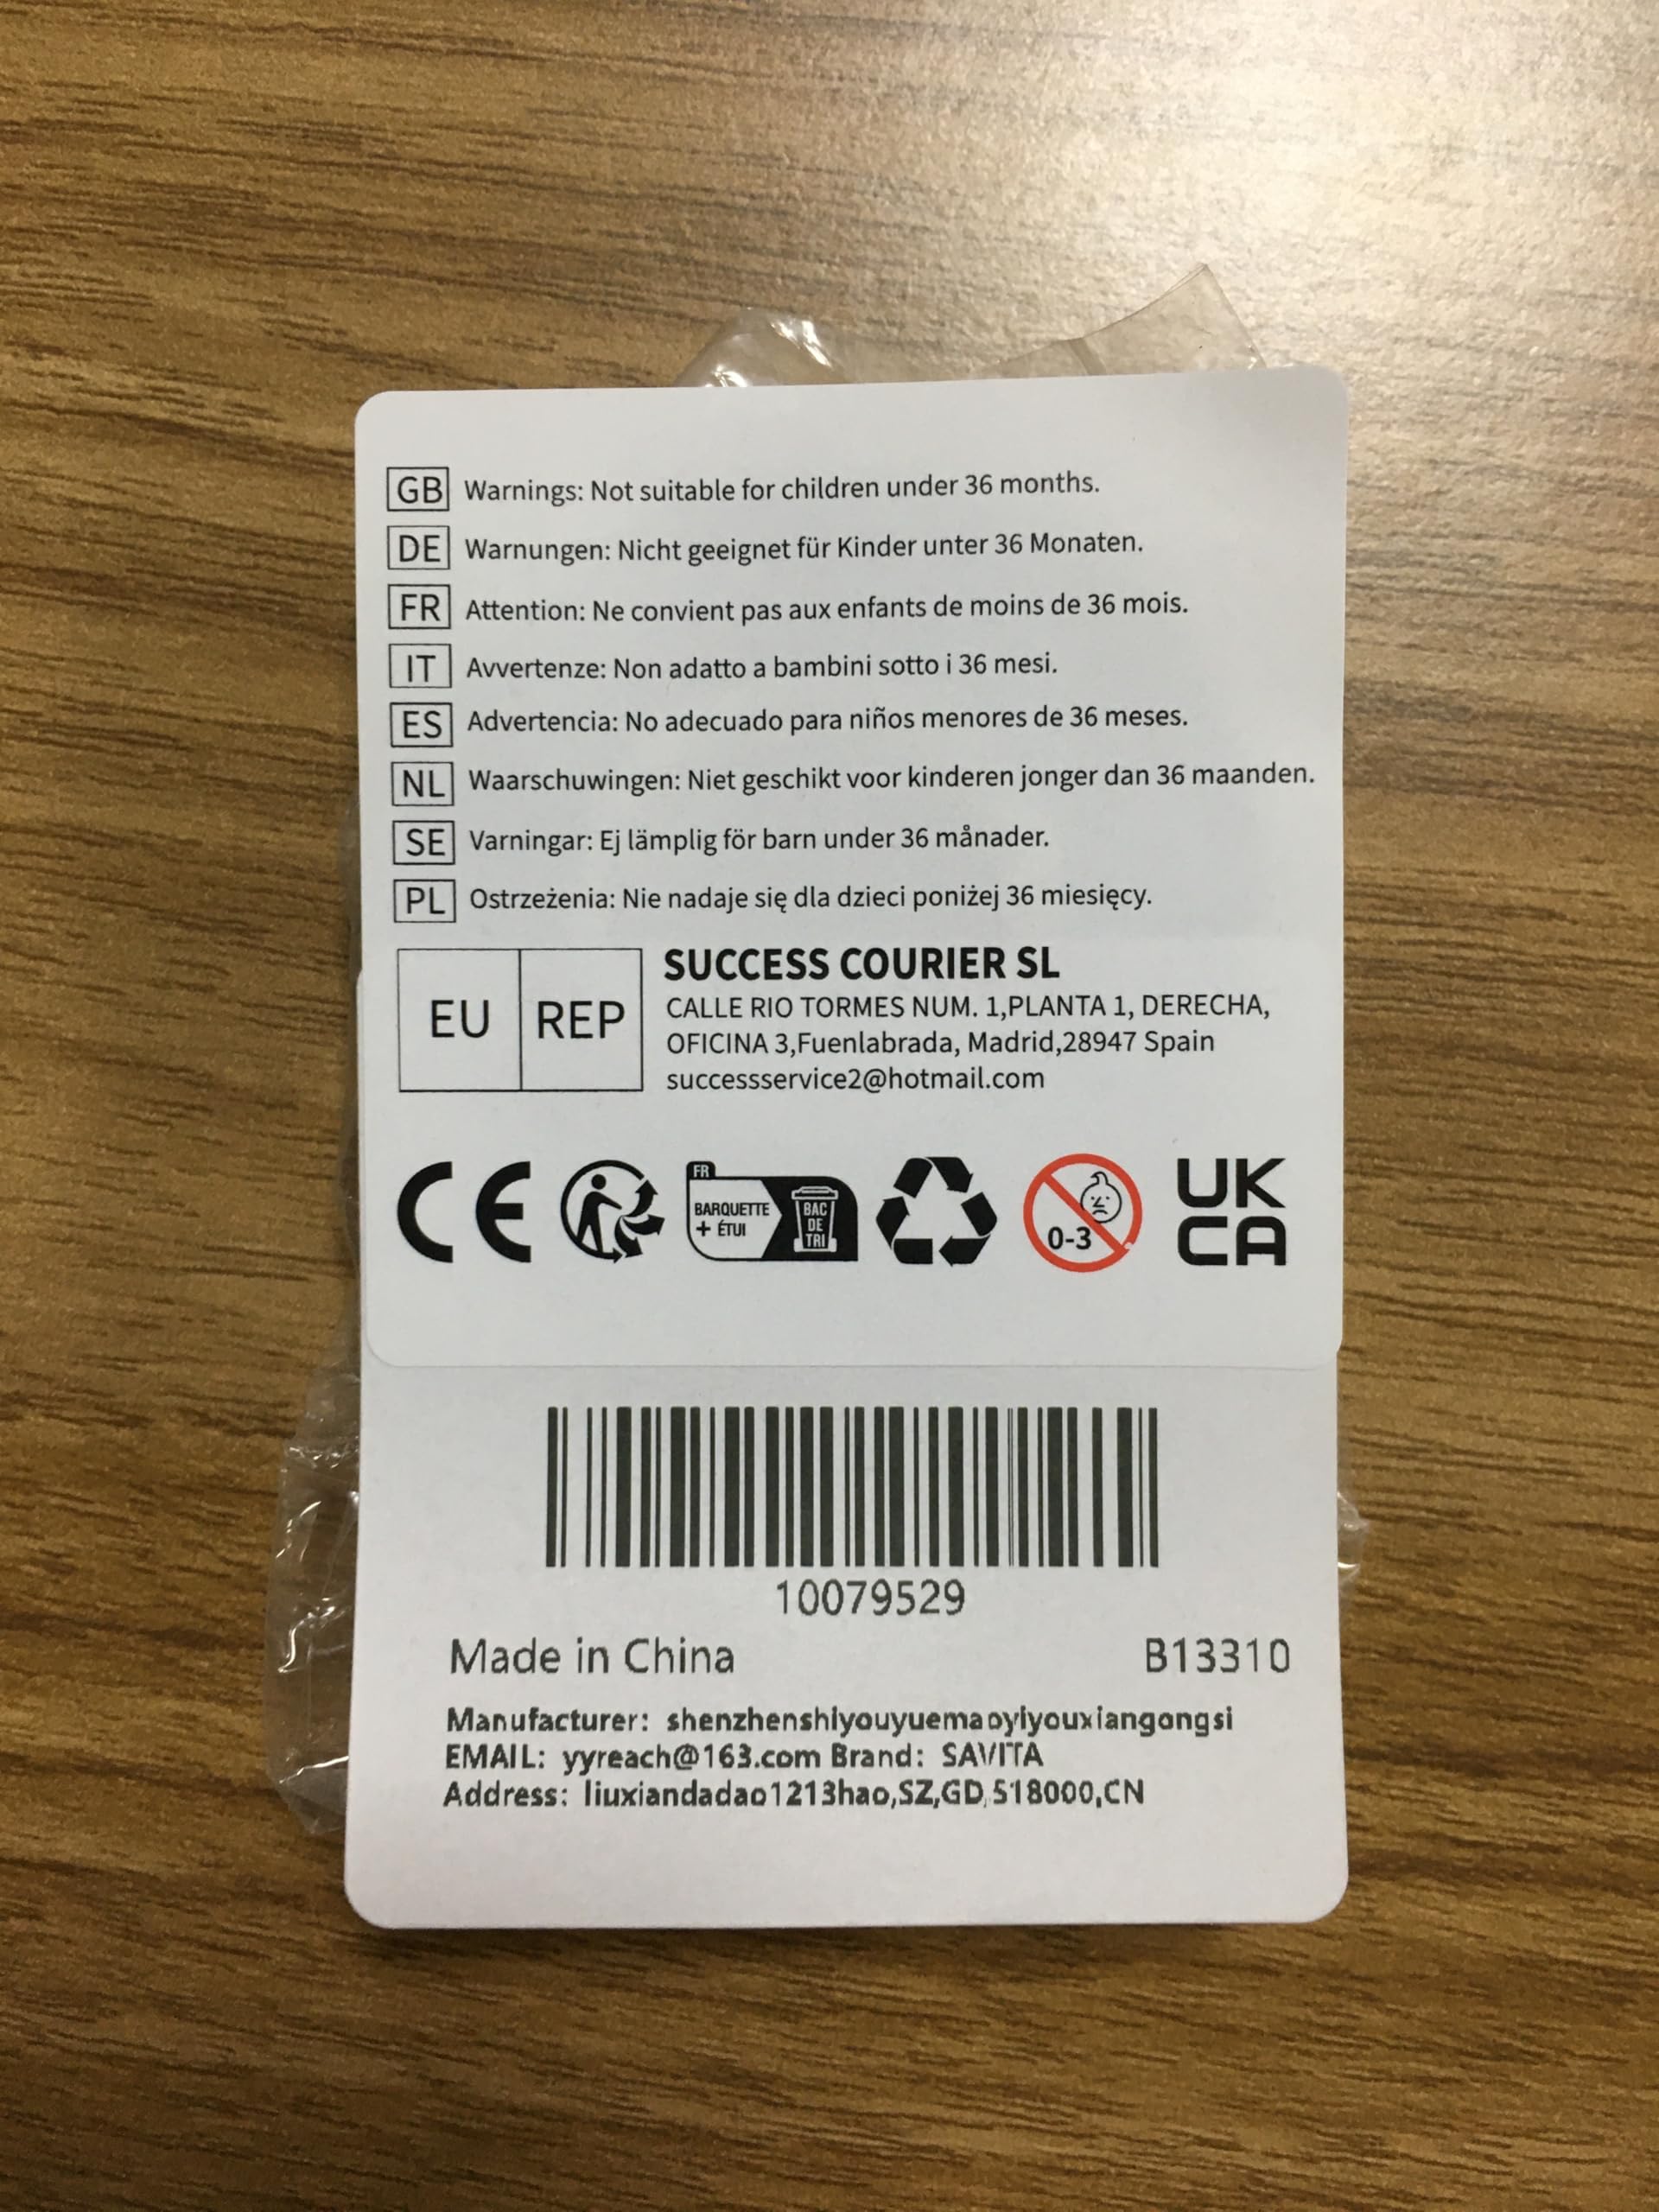 GB Warnings: Not suitable for children under 36 months.
DE Warnungen: Nicht geeignet für Kinder unter 36 Monaten.
FR Attention: Ne convient pas aux enfants de moins de 36 mois.
IT Avvertenze: Non adatto a bambini sotto i 36 mesi.
ES Advertencia: No adecuado para niños menores de 36 meses.
NL Waarschuwingen: Niet geschikt voor kinderen jonger dan 36 maanden.
SE Varningar: Ej lämplig för barn under 36 månader.
PL Ostrzeżenia: Nie nadaje się dla dzieci poniżej 36 miesięcy.
EU REP
SUCCESS COURIER SL
CALLE RIO TORMES NUM. 1,PLANTA 1, DERECHA,
OFICINA 3,Fuenlabrada, Madrid,28947 Spain
successservice2@hotmail.com
CE
FR
BARQUETTE
+ ÉTUI
BAC
DE
TRI
0-3
UK
CA
10079529
Made in China B13310
Manufacturer: shenzhenshiyouyuemaoyiyouxiangongsi
EMAIL: yyreach@163.com Brand: SAVITA
Address: liuxiandadao1213hao,SZ,GD,518000,CN